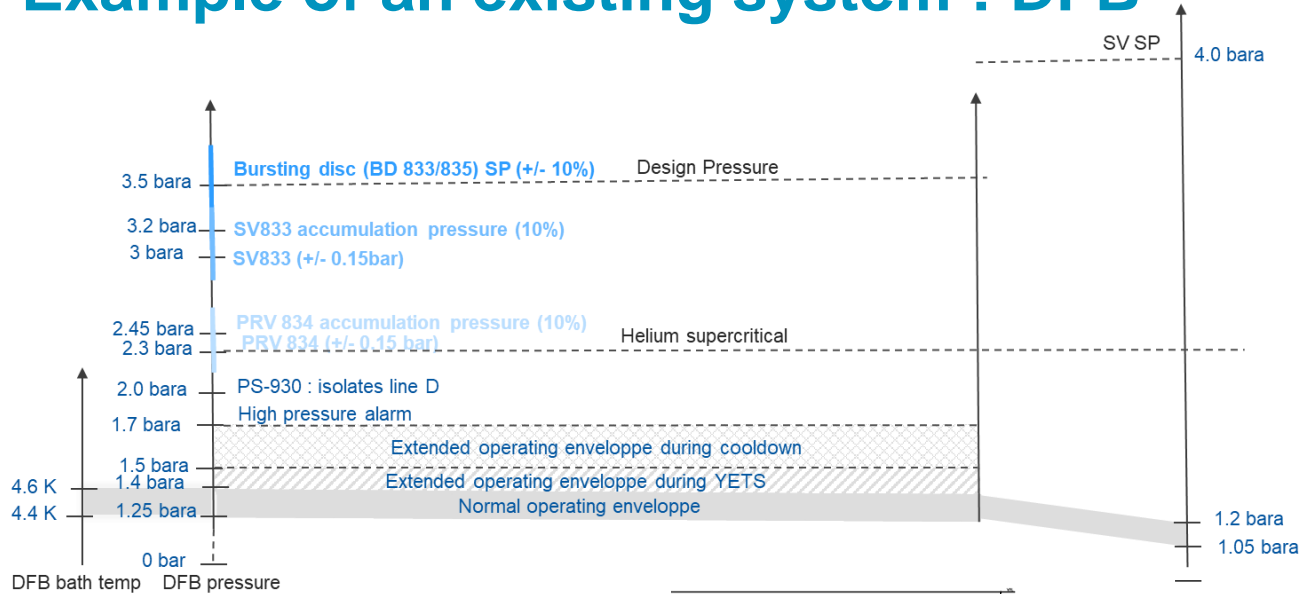 Example of an existing system : DFB
SV SP
4.0 bara
Bursting disc (BD 833/835) SP (+/- 10%)
Design Pressure
3.5 bara
3.2 bara
SV833 accumulation pressure (10%)
3 bara
SV833 (+/- 0.15bar)
PRV 834 accumulation pressure (10%)
2.45 bara
Helium supercritical
PRV 834 (+/- 0.15 bar)
2.3 bara
2.0 bara
PS-930 : isolates line D
High pressure alarm
1.7 bara
Extended operating enveloppe during cooldown
1.5 bara
4.6 K
1.4 bara
Extended operating enveloppe during YETS
4.4 K
1.25 bara
Normal operating enveloppe
1.2 bara
1.05 bara
0 bar
DFB bath temp
DFB pressure